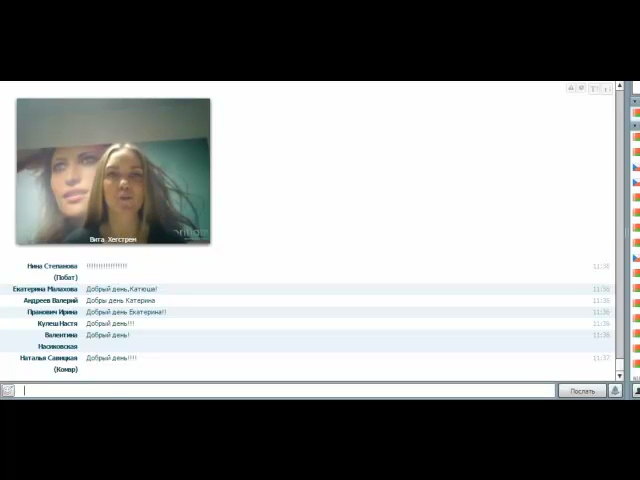 Вита Хегстрем
Нина Степанова !!!!!!!!!!!!!!!!! 11:36
(Лобат)
Екатерина Малахова Добрый день,Катюша! 11:36
Андреев Валерий Добры день Катерина 11:36
Пранович Ирина Добрый день Екатерина!! 11:36
Кулеш Настя Добрый день!!! 11:36
Валентина Добрый день! 11:36
Насиковская
Наталья Савицкая Добрый день!!!! 11:37
(Комар)
Послать